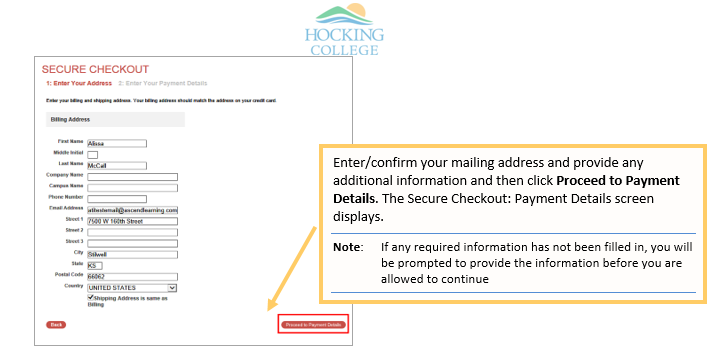 HOCKING
COLLEGE
SECURE CHECKOUT
1: Enter Your Address 2: Enter Your Payment Details
Enter your billing and shipping address. Your billing address should match the address on your credit card.
Billing Address
First Name Alissa
Middle Initial
Last Name McCall
Company Name
Campus Name
Phone Number
Email Address atitestemail@ascendlearning.com
Street 1 7500 W 160th Street
Street 2
Street 3
City Stilwell
State KS
Postal Code 66062
Country UNITED STATES
Shipping Address is same as
Billing
Back Proceed to Payment Details
Enter/confirm your mailing address and provide any
additional information and then click Proceed to Payment
Details. The Secure Checkout: Payment Details screen
displays.
Note: If any required information has not been filled in, you will
be prompted to provide the information before you are
allowed to continue